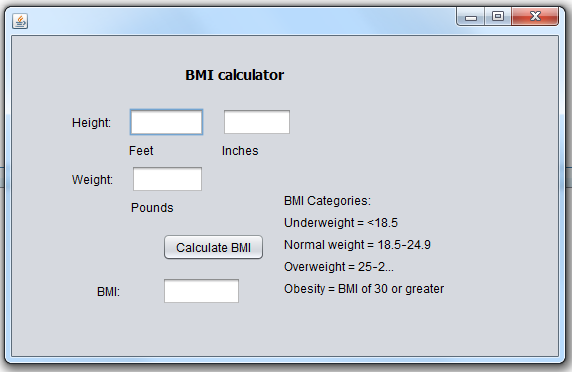 BMI calculator
Height:
Feet Inches
Weight:
Pounds
BMI Categories:
Underweight = <18.5
Normal weight = 18.5-24.9
Overweight = 25-2...
Obesity = BMI of 30 or greater
Calculate BMI
BMI: